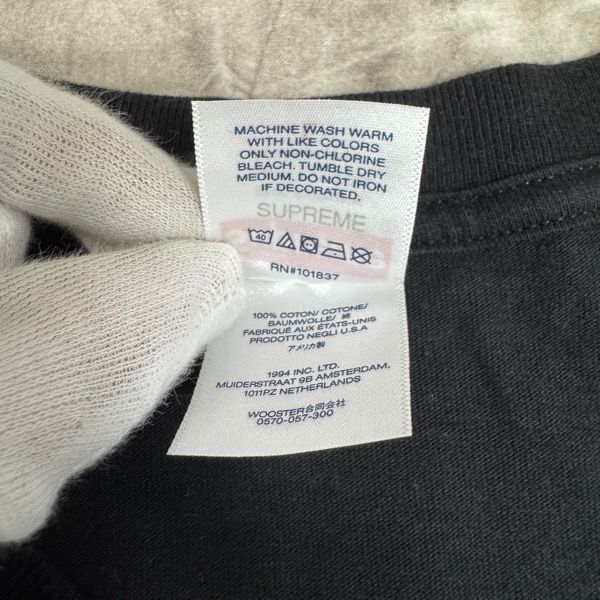 MACHINE WASH WARM
WITH LIKE COLORS
ONLY NON-CHLORINE
BLEACH. TUMBLE DRY
MEDIUM. DO NOT IRON
IF DECORATED.
SUPREME
40
RN#101837
100% COTTON/ COTONE/
BAUMWOLLE/ 綿
FABRIQUÉ AUX ÉTATS-UNIS
PRODOTTO NEGLI U.S.A
アメリカ製
1994 INC. LTD.
MUIDERSTRAAT 9B AMSTERDAM,
1011PZ NETHERLANDS
WOOSTER合同会社
0570-057-300